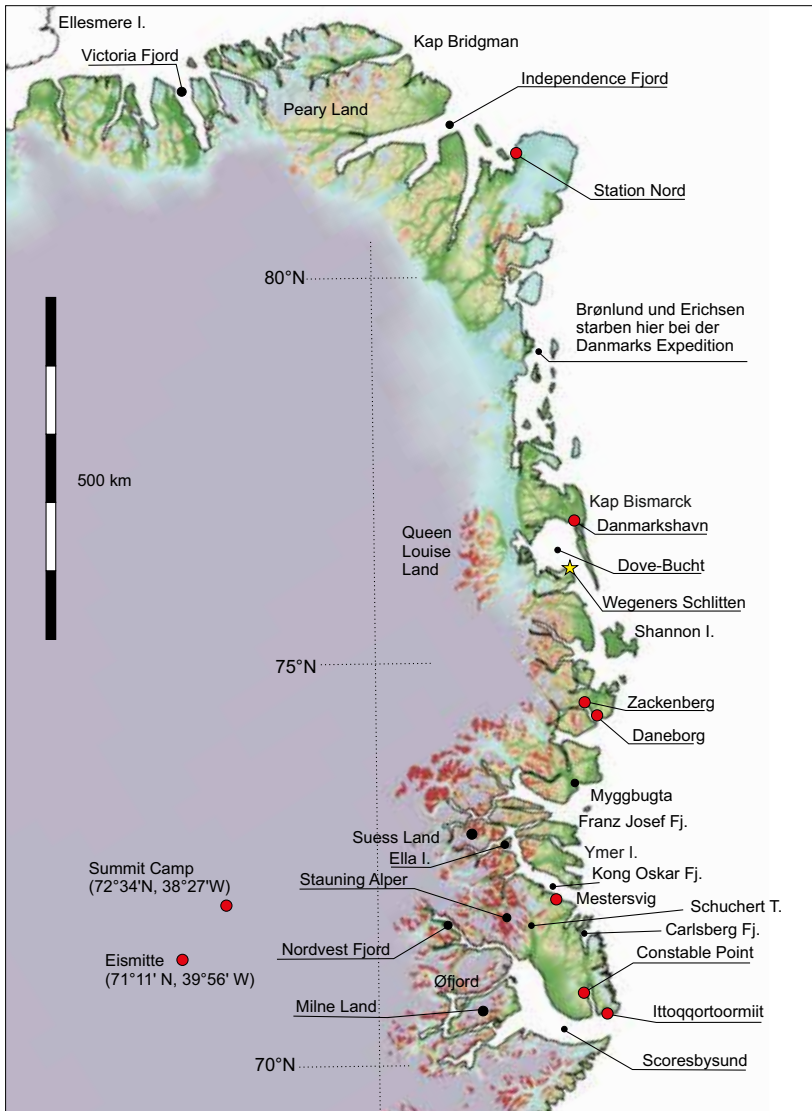 Ellesmere I.
Kap Bridgman
Victoria Fjord
Independence Fjord
Peary Land
Station Nord
80°N
Brønlund und Erichsen
starben hier bei der
Danmarks Expedition
500 km
Kap Bismarck
Danmarkshavn
Queen
Louise
Land
Dove-Bucht
Wegeners Schlitten
Shannon I.
75°N
Zackenberg
Daneborg
Myggbugta
Franz Josef Fj.
Suess Land
Ella I.
Ymer I.
Summit Camp
(72°34'N, 38°27'W)
Stauning Alper
Kong Oskar Fj.
Mestersvig
Schuchert T.
Carlsberg Fj.
Nordvest Fjord
Constable Point
Eismitte
(71°11' N, 39°56' W)
Øfjord
Milne Land
Ittoqqortoormiit
Scoresbysund
70°N